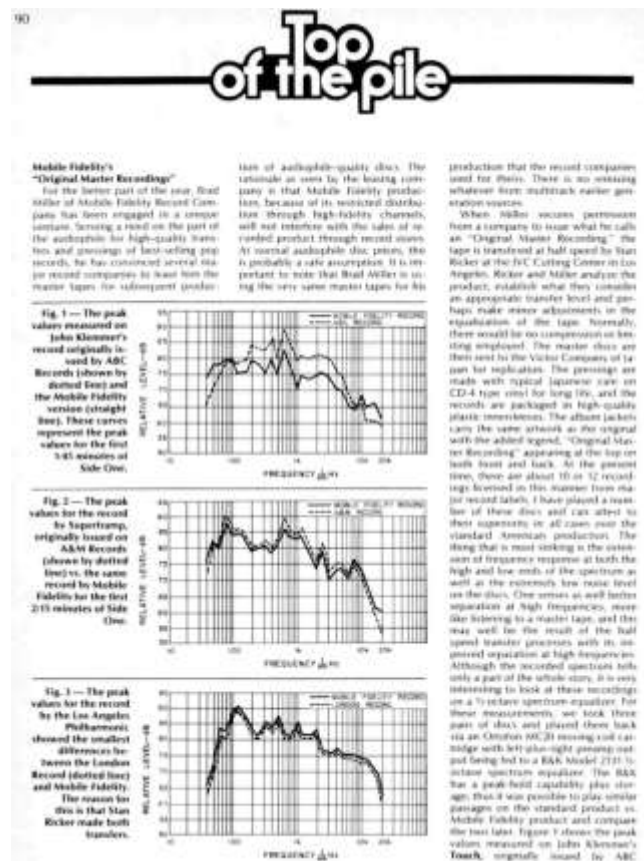 90
Top
of the pile
Mobile Fidelity's
"Original Master Recordings"
For the better part of the year, Brad
Miller of Mobile Fidelity Record Com-
pany has been engaged in a unique
venture. Sensing a need on the part of
the audiophile for high-quality trans-
fers and pressings of best-selling pop
records, he has convinced several ma-
jor record companies to loan him the
master tapes for subsequent produc-
tion of audiophile-quality discs. The
rationale as seen by the leasing com-
pany is that Mobile Fidelity produc-
tion, because of its restricted distribu-
tion through high-fidelity channels,
will not interfere with the sales of re-
corded product through record stores.
At normal audiophile disc prices, this
is probably a safe assumption. It is im-
portant to note that Brad Miller is us-
ing the very same master tapes for his
Fig. 1 — The peak
values measured on
John Klemmer's
record originally is-
sued by ABC
Records (shown by
dotted line) and
the Mobile Fidelity
version (straight
line). These curves
represent the peak
values for the first
1:45 minutes of
Side One.
RELATIVE LEVEL-dB
MOBILE FIDELITY RECORD
ABC RECORD
FREQUENCY Hz
Fig. 2 — The peak
values for the record
by Supertramp,
originally issued on
A&M Records
(shown by dotted
line) vs. the same
record by Mobile
Fidelity for the first
2:15 minutes of Side
One.
RELATIVE LEVEL-dB
MOBILE FIDELITY RECORD
A&M RECORD
FREQUENCY Hz
Fig. 3 — The peak
values for the record
by the Los Angeles
Philharmonic
showed the smallest
differences be-
tween the London
Record (dotted line)
and Mobile Fidelity.
The reason for
this is that Stan
Ricker made both
transfers.
RELATIVE LEVEL-dB
MOBILE FIDELITY RECORD
LONDON RECORD
FREQUENCY Hz
production that the record companies
used for theirs. There is no remixing
whatever from multitrack earlier gen-
eration sources.
When Miller secures permission
from a company to issue what he calls
an "Original Master Recording," the
tape is transferred at half speed by Stan
Ricker at the JVC Cutting Center in Los
Angeles. Ricker and Miller analyze the
product, establish what they consider
an appropriate transfer level and per-
haps make minor adjustments in the
equalization of the tape. Normally,
there would be no compression or lim-
iting employed. The master discs are
then sent to the Victor Company of Ja-
pan for replication. The pressings are
made with typical Japanese care on
CD-4 type vinyl for long life, and the
records are packaged in high-quality
plastic innersleeves. The album jackets
carry the same artwork as the original
with the added legend, "Original Mas-
ter Recording" appearing at the top on
both front and back. At the present
time, there are about 10 or 12 record-
ings licensed in this manner from ma-
jor record labels. I have played a num-
ber of these discs and can attest to
their superiority in all cases over the
standard American production. The
thing that is most striking is the exten-
sion of frequency response at both the
high and low ends of the spectrum as
well as the extremely low noise level
on the discs. One senses as well better
separation at high frequencies, more
like listening to a master tape, and this
may well be the result of the half
speed transfer processes with its im-
proved separation at high frequencies.
Although the recorded spectrum tells
only a part of the whole story, it is very
interesting to look at these recordings
on a ⅓-octave spectrum-equalizer. For
these measurements, we took three
pairs of discs and played them back
via an Ortofon MC20 moving coil car-
tridge with left-plus-right preamp out-
put being fed to a B&K Model 2131 ⅓-
octave spectrum equalizer. The B&K
has a peak-hold capability plus stor-
age, thus it was possible to play similar
passages on the standard product vs.
Mobile Fidelity product and compare
the two later. Figure 1 shows the peak
values measured on John Klemmer's
Touch, originally issued by ABC